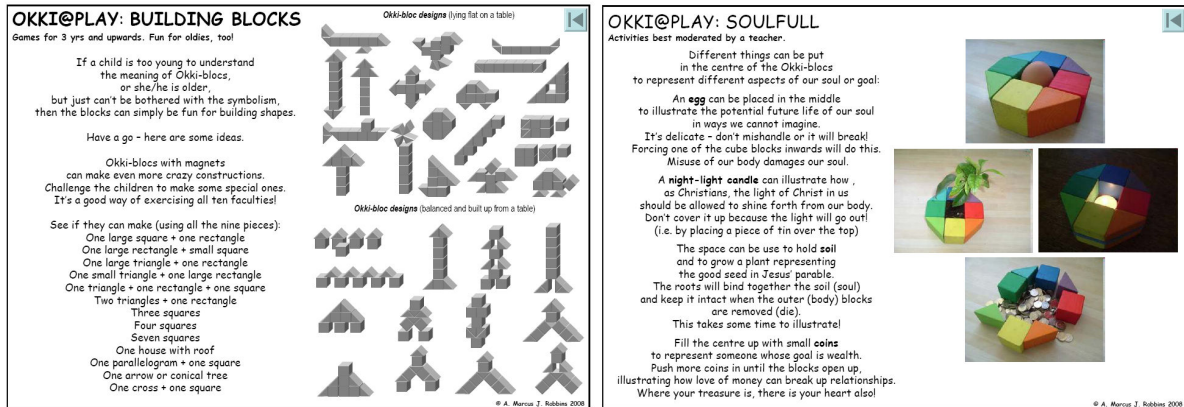 OKKI@PLAY: BUILDING BLOCKS
Games for 3 yrs and upwards. Fun for oldies, too!
If a child is too young to understand
the meaning of Okki-blocs,
or she/he is older,
but just can't be bothered with the symbolism,
then the blocks can simply be fun for building shapes.
Have a go – here are some ideas.
Okki-blocs with magnets
can make even more crazy constructions.
Challenge the children to make some special ones.
It's a good way of exercising all ten faculties!
See if they can make (using all the nine pieces):
One large square + one rectangle
One large rectangle + small square
One large triangle + one rectangle
One small triangle + one large rectangle
One triangle + one rectangle + one square
Two triangles + one rectangle
Three squares
Four squares
Seven squares
One house with roof
One parallelogram + one square
One arrow or conical tree
One cross + one square
Okki-bloc designs (lying flat on a table)
Okki-bloc designs (balanced and built up from a table)
© A. Marcus J. Robbins 2008
OKKI@PLAY: SOULFULL
Activities best moderated by a teacher.
Different things can be put
in the centre of the Okki-blocs
to represent different aspects of our soul or goal:
An egg can be placed in the middle
to illustrate the potential future life of our soul
in ways we cannot imagine.
It's delicate – don't mishandle or it will break!
Forcing one of the cube blocks inwards will do this.
Misuse of our body damages our soul.
A night-light candle can illustrate how ,
as Christians, the light of Christ in us
should be allowed to shine forth from our body.
Don't cover it up because the light will go out!
(i.e. by placing a piece of tin over the top)
The space can be use to hold soil
and to grow a plant representing
the good seed in Jesus' parable.
The roots will bind together the soil (soul)
and keep it intact when the outer (body) blocks
are removed (die).
This takes some time to illustrate!
Fill the centre up with small coins
to represent someone whose goal is wealth.
Push more coins in until the blocks open up,
illustrating how love of money can break up relationships.
Where your treasure is, there is your heart also!
© A. Marcus J. Robbins 2008